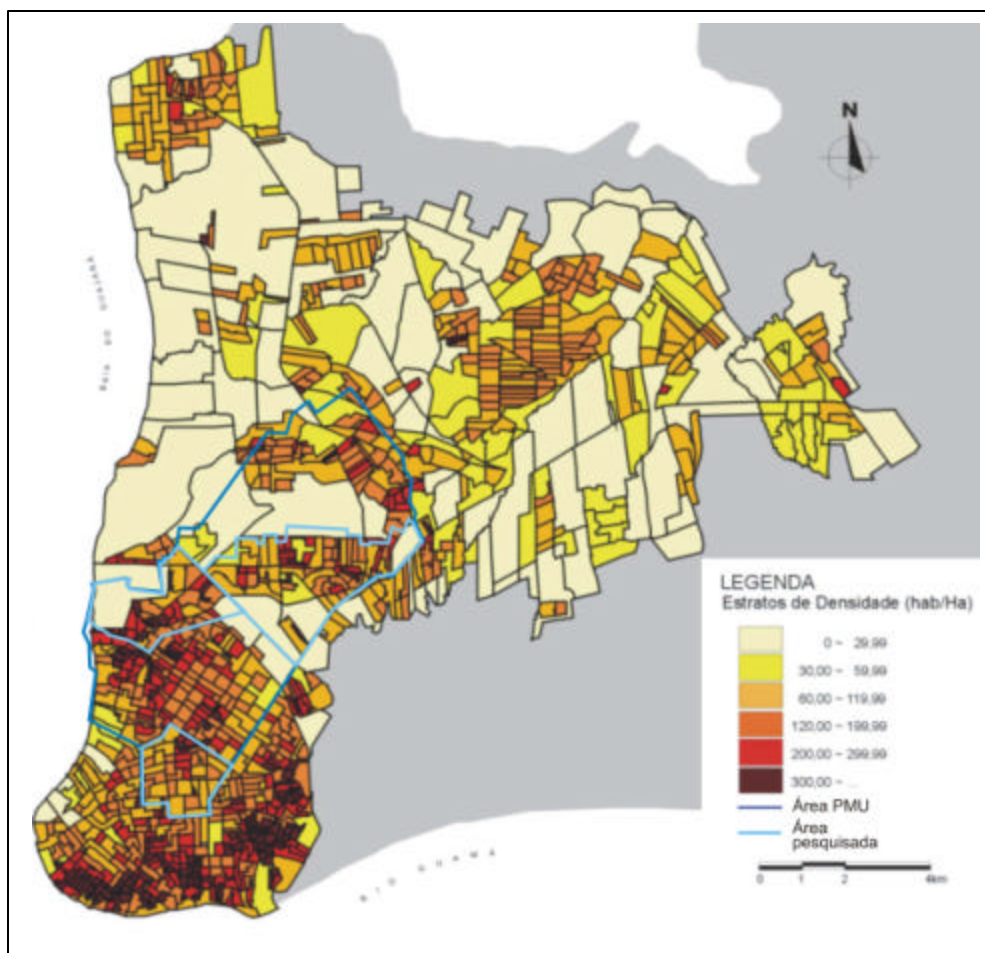 N
BAIA DO GUAJARÁ
LEGENDA
Estratos de Densidade (hab/Ha)
0 ~ 29,99
30,00 ~ 59,99
60,00 ~ 119,99
120,00 ~ 199,99
200,00 ~ 299,99
300,00 ~ ...
Área PMU
Área
pesquisada
0 1 2 4km
RIO GUAMÁ